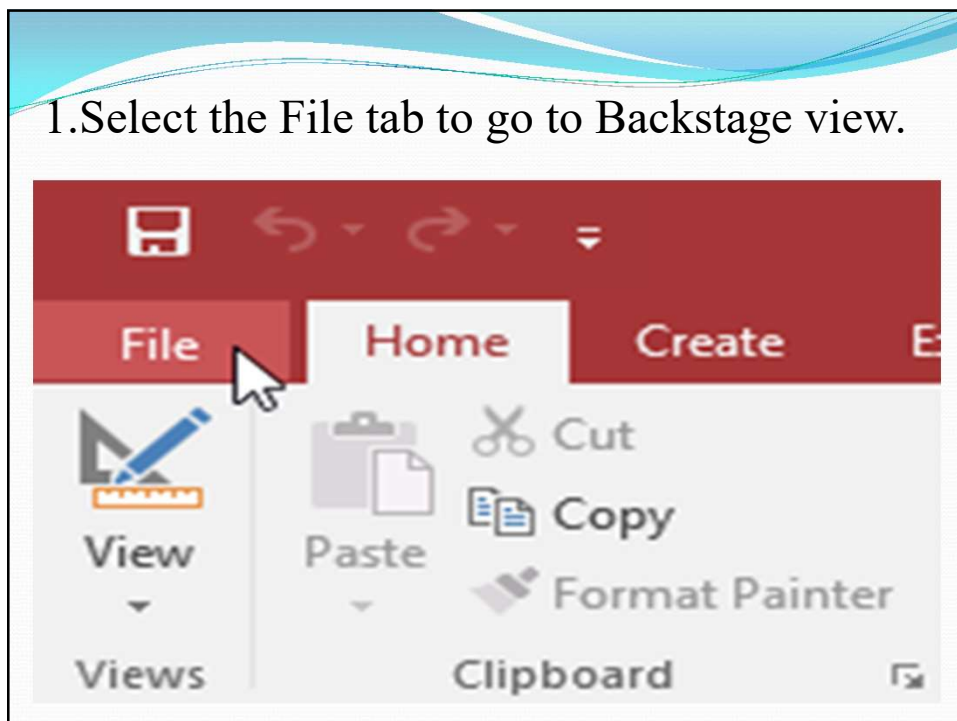 1.Select the File tab to go to Backstage view.
File Home Create
Cut
Copy
View Paste
Format Painter
Views Clipboard